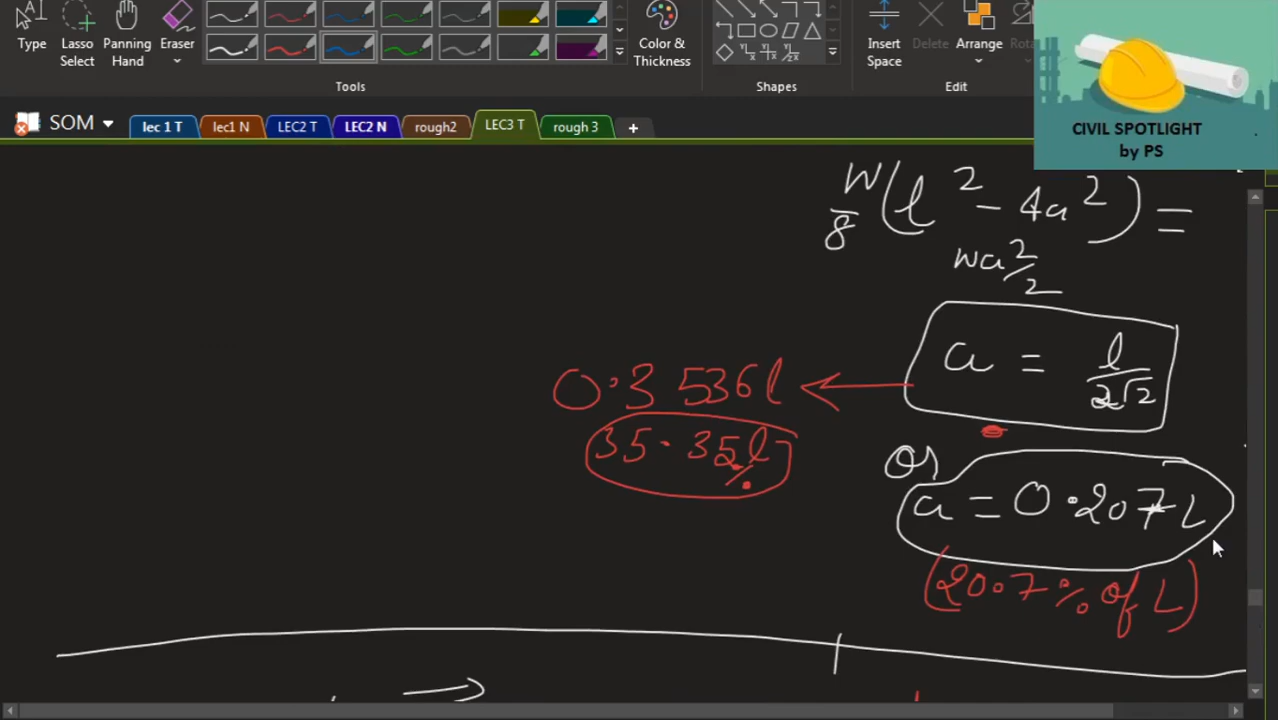 Type
Lasso Select
Panning Hand
Eraser
Color & Thickness
Insert Space
Delete
Arrange
Tools
Shapes
Edit
SOM
lec 1 T
lec1 N
LEC2 T
LEC2 N
rough2
LEC3 T
rough 3
CIVIL SPOTLIGHT
by PS
W/8 (l² - 4a²) =
wa²/2
a = l/2√2
0.3536l
35.35%l
or
a = 0.207L
(20.7% of L)